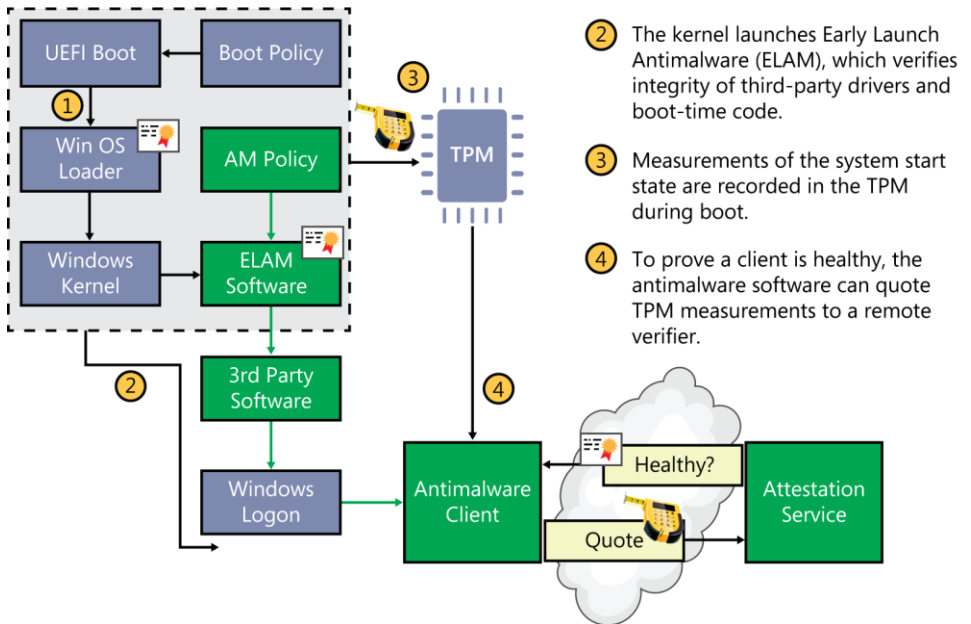 UEFI Boot
Boot Policy
1
Win OS
Loader
AM Policy
Windows
Kernel
ELAM
Software
2
3rd Party
Software
Windows
Logon
3
TPM
4
Antimalware
Client
Healthy?
Quote
Attestation
Service
2
The kernel launches Early Launch
Antimalware (ELAM), which verifies
integrity of third-party drivers and
boot-time code.
3
Measurements of the system start
state are recorded in the TPM
during boot.
4
To prove a client is healthy, the
antimalware software can quote
TPM measurements to a remote
verifier.